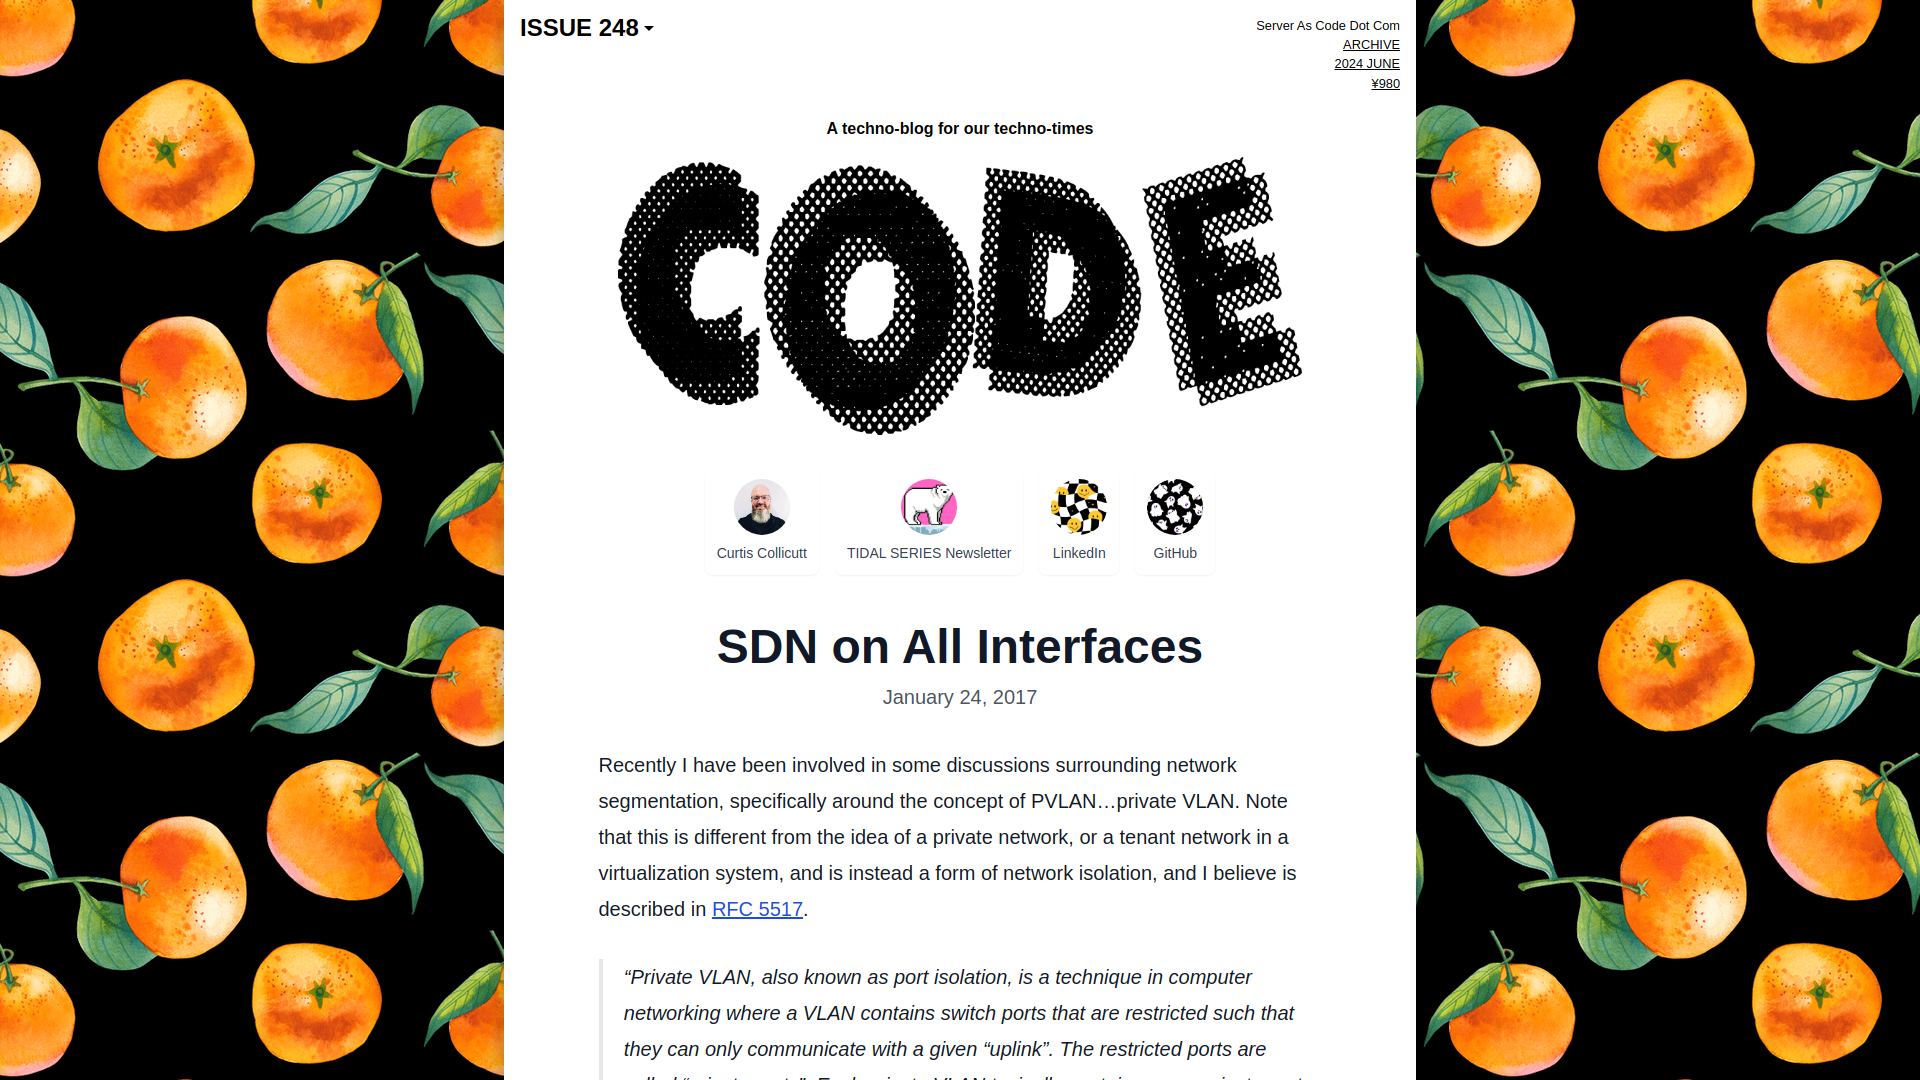 ISSUE 248
Server As Code Dot Com
ARCHIVE
2024 JUNE
¥980
A techno-blog for our techno-times
CODE
Curtis Collicutt
TIDAL SERIES Newsletter
LinkedIn
GitHub
SDN on All Interfaces
January 24, 2017
Recently I have been involved in some discussions surrounding network
segmentation, specifically around the concept of PVLAN…private VLAN. Note
that this is different from the idea of a private network, or a tenant network in a
virtualization system, and is instead a form of network isolation, and I believe is
described in RFC 5517.
“Private VLAN, also known as port isolation, is a technique in computer
networking where a VLAN contains switch ports that are restricted such that
they can only communicate with a given “uplink”. The restricted ports are